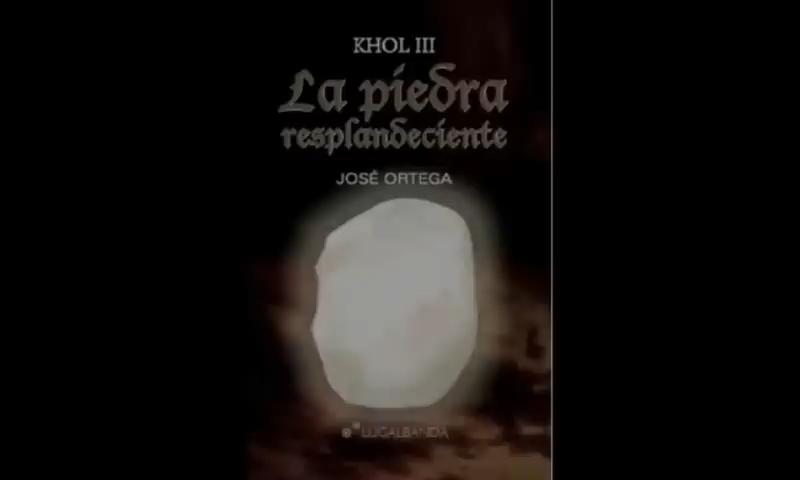 KHOL III
La piedra
resplandeciente
JOSÉ ORTEGA
LUGALBANDA